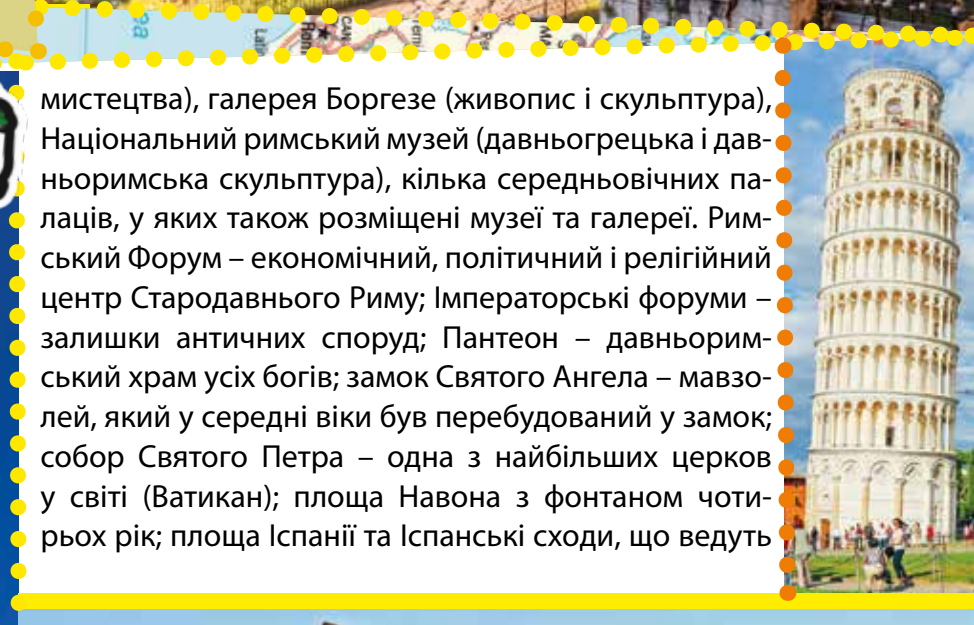 мистецтва), галерея Боргезе (живопис і скульптура),
Національний римський музей (давньогрецька і дав-
ньоримська скульптура), кілька середньовічних па-
лаців, у яких також розміщені музеї та галереї. Рим-
ський Форум – економічний, політичний і релігійний
центр Стародавнього Риму; Імператорські форуми –
залишки античних споруд; Пантеон – давньорим-
ський храм усіх богів; замок Святого Ангела – мавзо-
лей, який у середні віки був перебудований у замок;
собор Святого Петра – одна з найбільших церков
у світі (Ватикан); площа Навона з фонтаном чоти-
рьох рік; площа Іспанії та Іспанські сходи, що ведуть